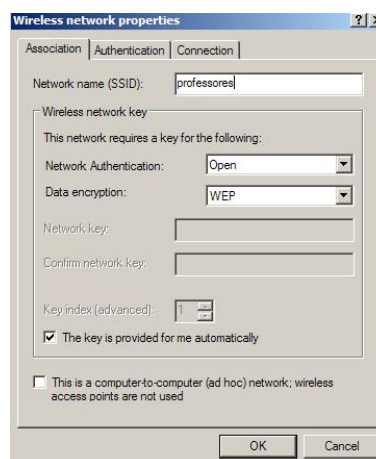 Wireless network properties
Association Authentication Connection
Network name (SSID): professores
Wireless network key
This network requires a key for the following:
Network Authentication: Open
Data encryption: WEP
Network key:
Confirm network key:
Key index (advanced): 1
The key is provided for me automatically
This is a computer-to-computer (ad hoc) network; wireless
access points are not used
OK Cancel